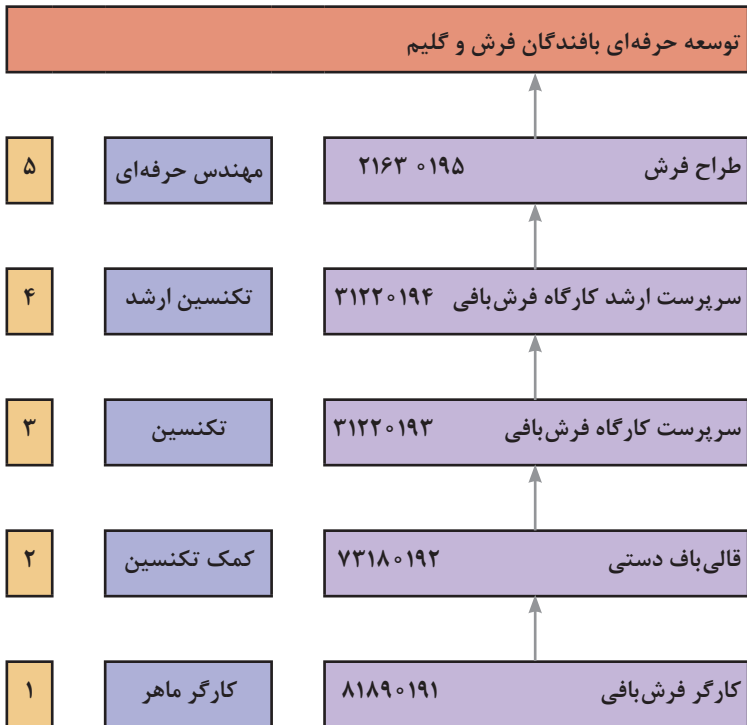 توسعه حرفه‌ای بافندگان فرش و گلیم
طراح فرش ۰۱۹۵ ۲۱۶۳ مهندس حرفه‌ای ۵
سرپرست ارشد کارگاه فرش‌بافی ۳۱۲۲۰۱۹۴ تکنسین ارشد ۴
سرپرست کارگاه فرش‌بافی ۳۱۲۲۰۱۹۳ تکنسین ۳
قالی‌باف دستی ۷۳۱۸۰۱۹۲ کمک تکنسین ۲
کارگر فرش‌بافی ۸۱۸۹۰۱۹۱ کارگر ماهر ۱